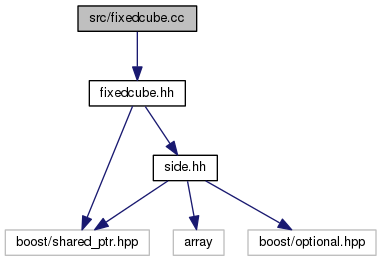 src/fixedcube.cc
fixedcube.hh
side.hh
boost/shared_ptr.hpp
array
boost/optional.hpp